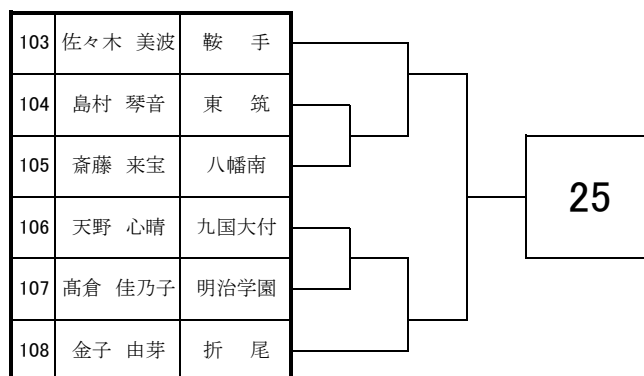 103 佐々木 美波 鞍 手
104 島村 琴音 東 筑
105 斎藤 来宝 八幡南
106 天野 心晴 九国大付
107 髙倉 佳乃子 明治学園
108 金子 由芽 折 尾
25